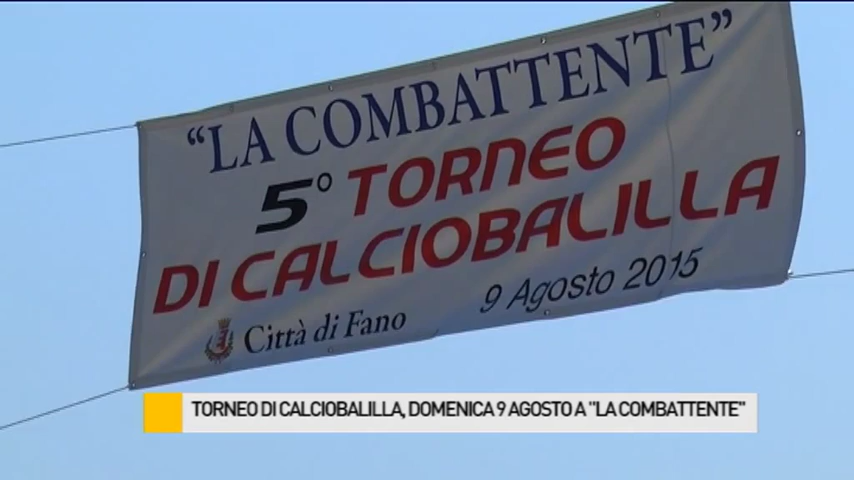 “LA COMBATTENTE”
5° TORNEO
DI CALCIOBALILLA
Città di Fano
9 Agosto 2015
TORNEO DI CALCIOBALILLA, DOMENICA 9 AGOSTO A "LA COMBATTENTE"